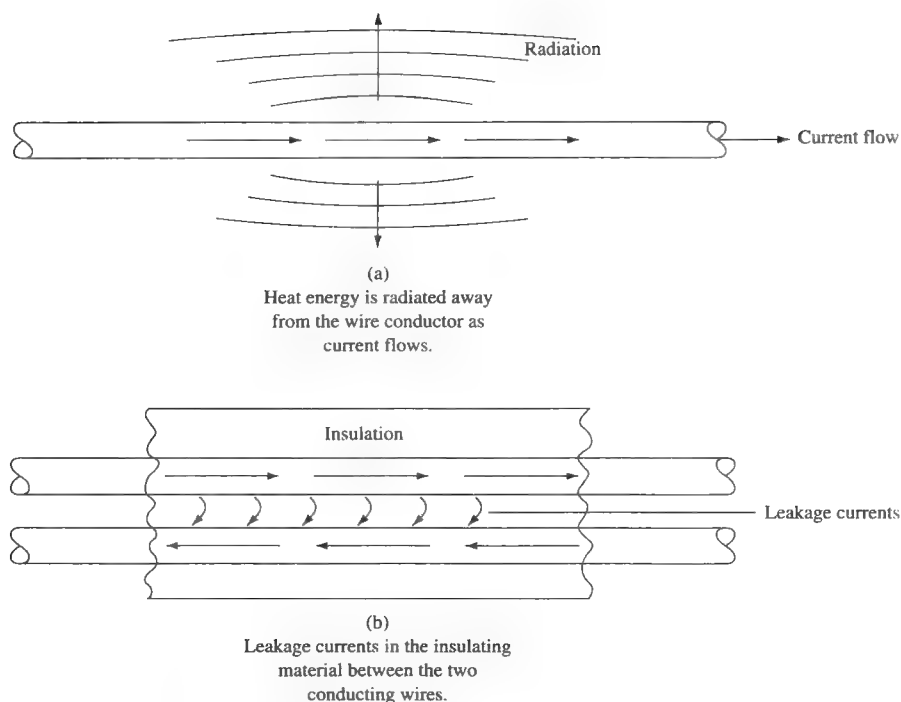 Radiation
Current flow
(a)
Heat energy is radiated away
from the wire conductor as
current flows.
Insulation
Leakage currents
(b)
Leakage currents in the insulating
material between the two
conducting wires.